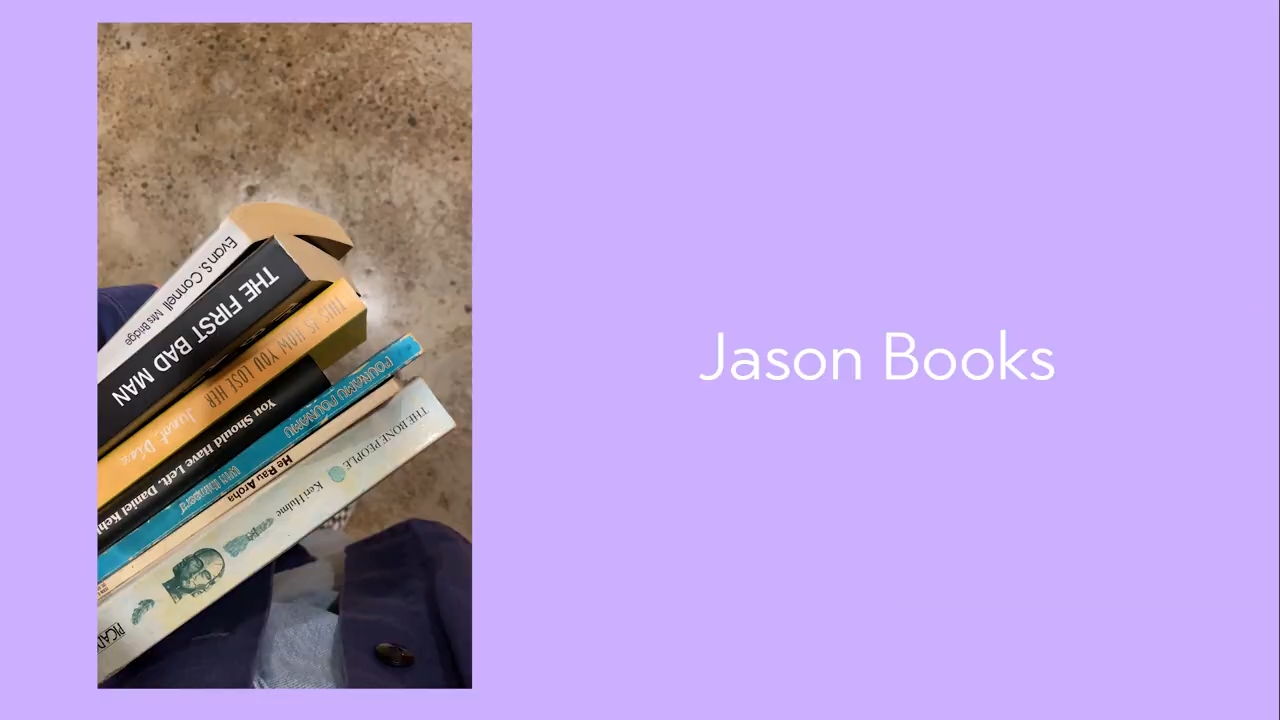 Evan S. Connell Mrs Bridge
THE FIRST BAD MAN
THIS IS HOW YOU LOSE HER Junot Díaz
You Should Have Left. Daniel Kehl
POUNAMU POUNAMU Witi Ihimaera
He Rau Aroha
THE BONE PEOPLE Keri Hulme
Jason Books